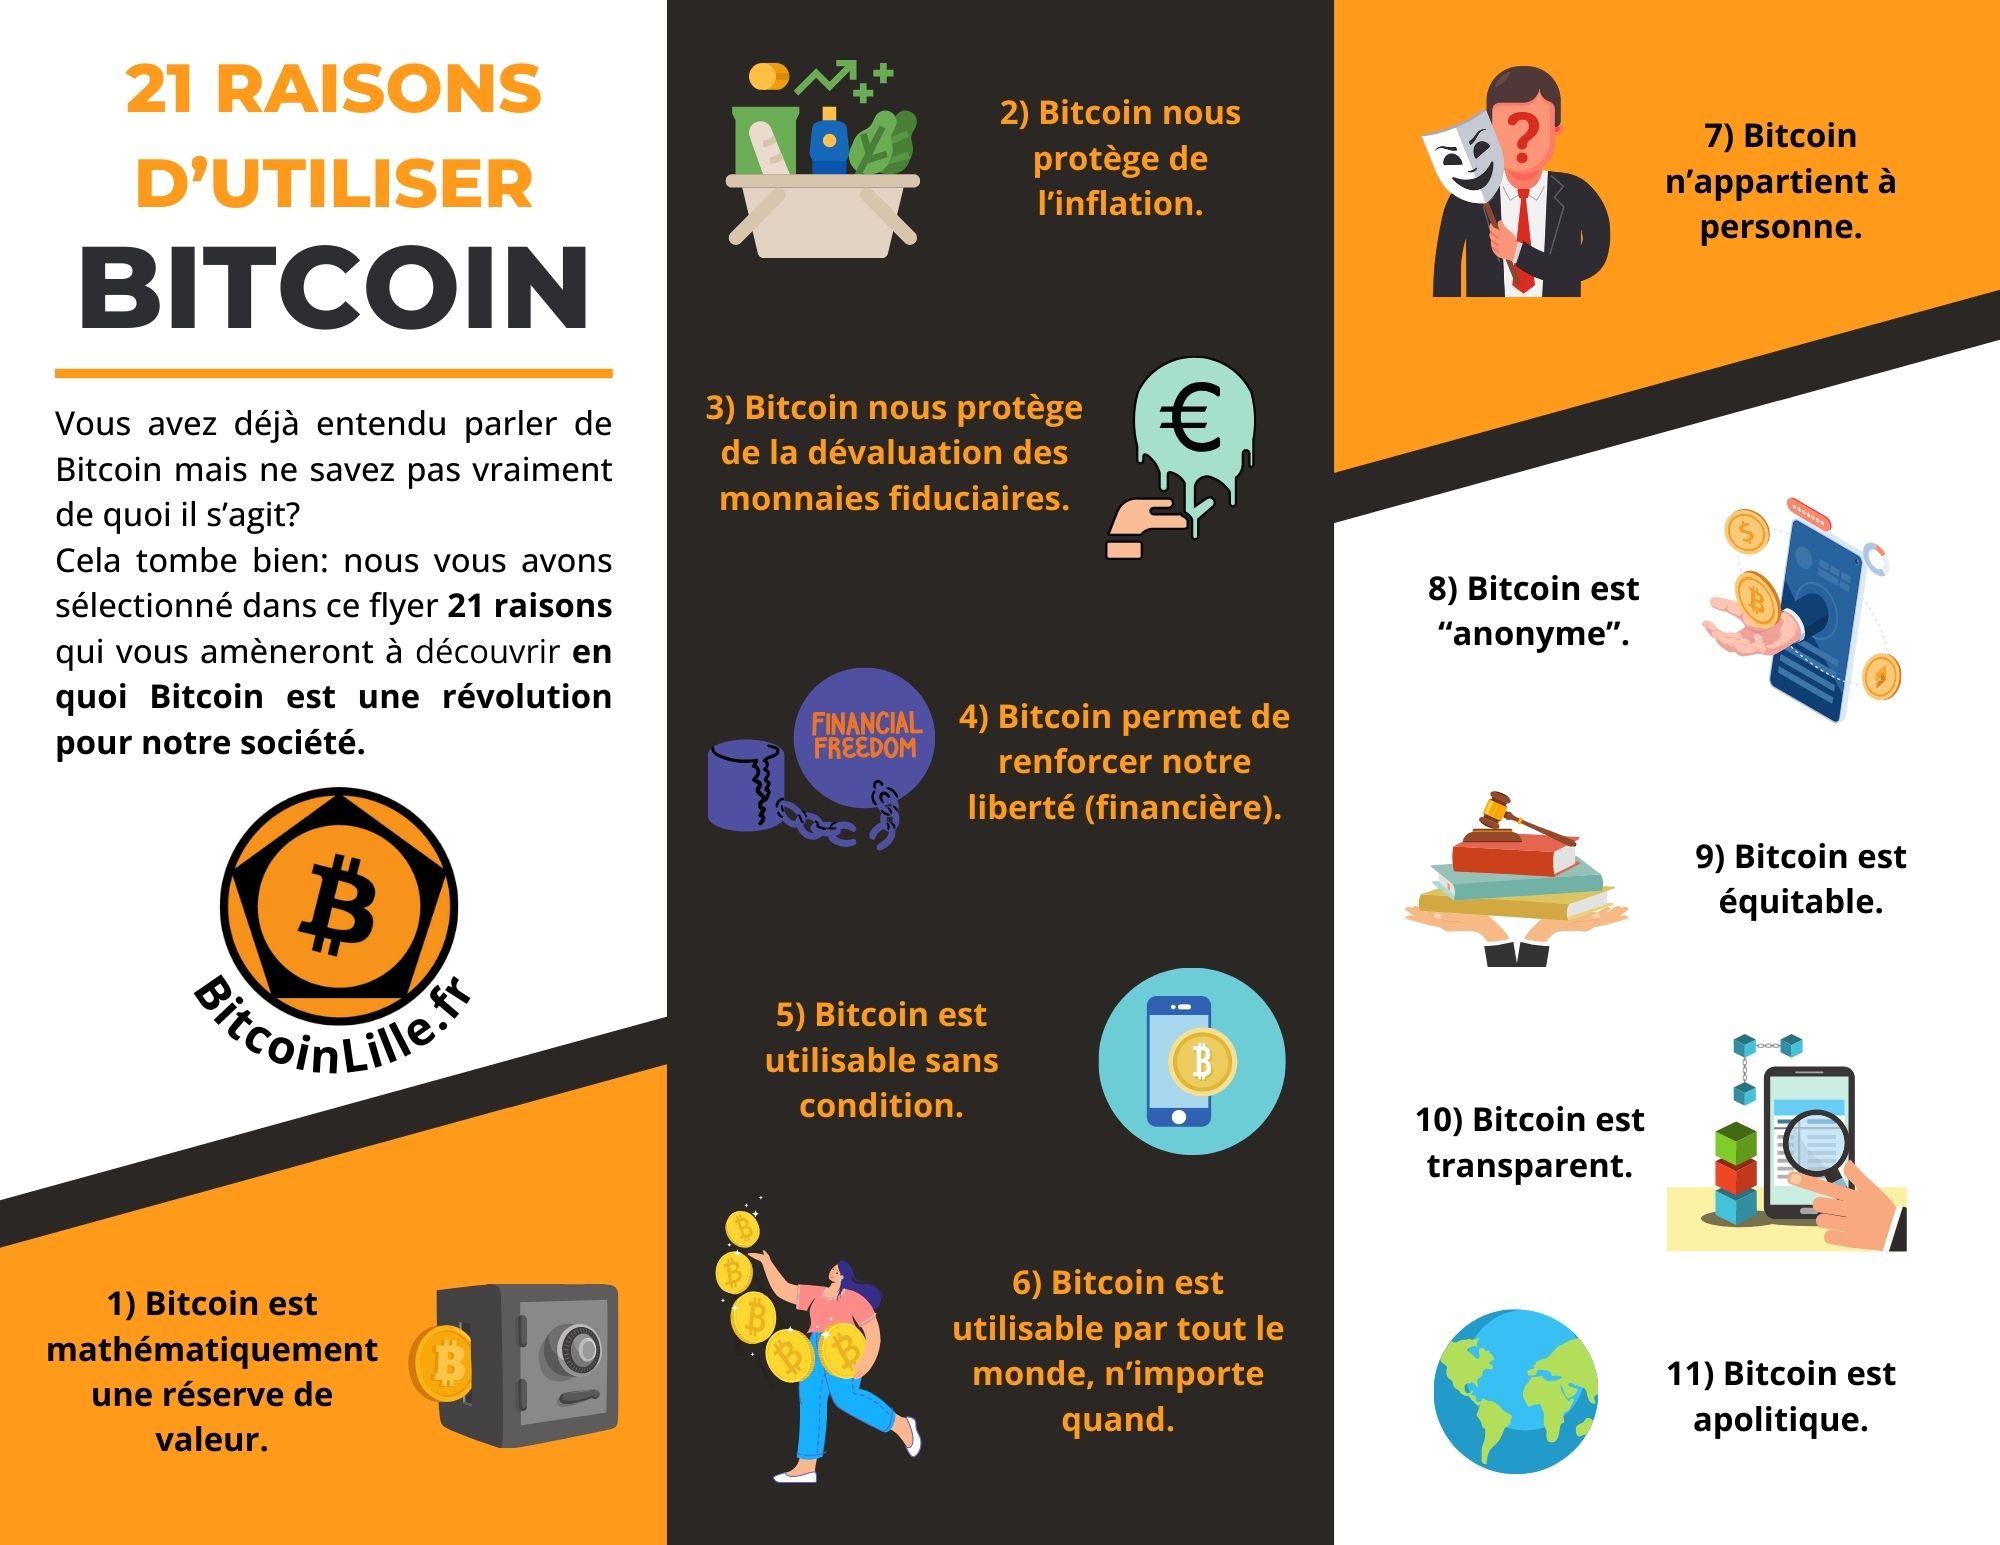 21 RAISONS
D’UTILISER
BITCOIN
Vous avez déjà entendu parler de
Bitcoin mais ne savez pas vraiment
de quoi il s’agit?
Cela tombe bien: nous vous avons
sélectionné dans ce flyer 21 raisons
qui vous amèneront à découvrir en
quoi Bitcoin est une révolution
pour notre société.
BitcoinLille.fr
1) Bitcoin est
mathématiquement
une réserve de
valeur.
2) Bitcoin nous
protège de
l’inflation.
3) Bitcoin nous protège
de la dévaluation des
monnaies fiduciaires.
€
FINANCIAL
FREEDOM
4) Bitcoin permet de
renforcer notre
liberté (financière).
5) Bitcoin est
utilisable sans
condition.
6) Bitcoin est
utilisable par tout le
monde, n’importe
quand.
?
7) Bitcoin
n’appartient à
personne.
8) Bitcoin est
“anonyme”.
$
9) Bitcoin est
équitable.
10) Bitcoin est
transparent.
11) Bitcoin est
apolitique.